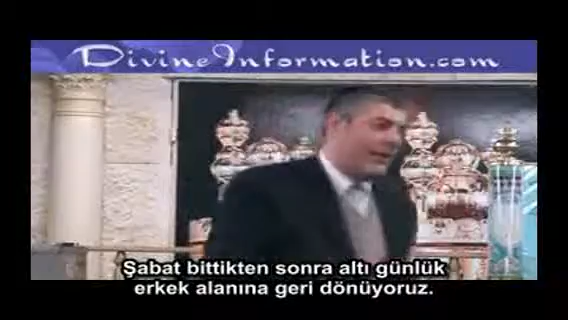 DivineInformation.com
Şabat bittikten sonra altı günlük
erkek alanına geri dönüyoruz.